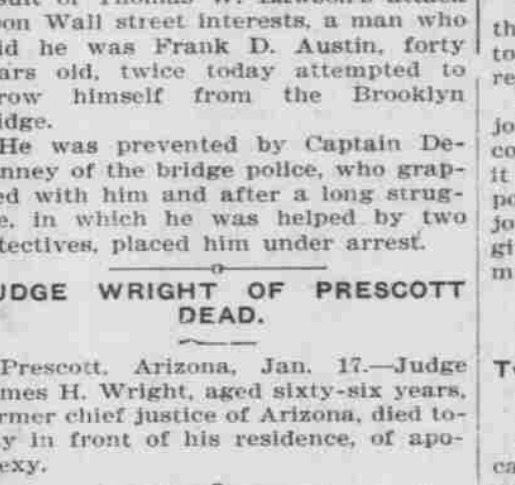 on Wall street interests, a man who
id he was Frank D. Austin, forty
ars old, twice today attempted to
row himself from the Brooklyn
idge.
He was prevented by Captain De-
nney of the bridge police, who grap-
ed with him and after a long strug-
e, in which he was helped by two
tectives, placed him under arrest.
UDGE WRIGHT OF PRESCOTT
DEAD.
Prescott, Arizona, Jan. 17.—Judge
mes H. Wright, aged sixty-six years,
rmer chief justice of Arizona, died to-
y in front of his residence, of apo-
exy.
th
to
re
jo
co
it
po
jo
gi
m
T
ca